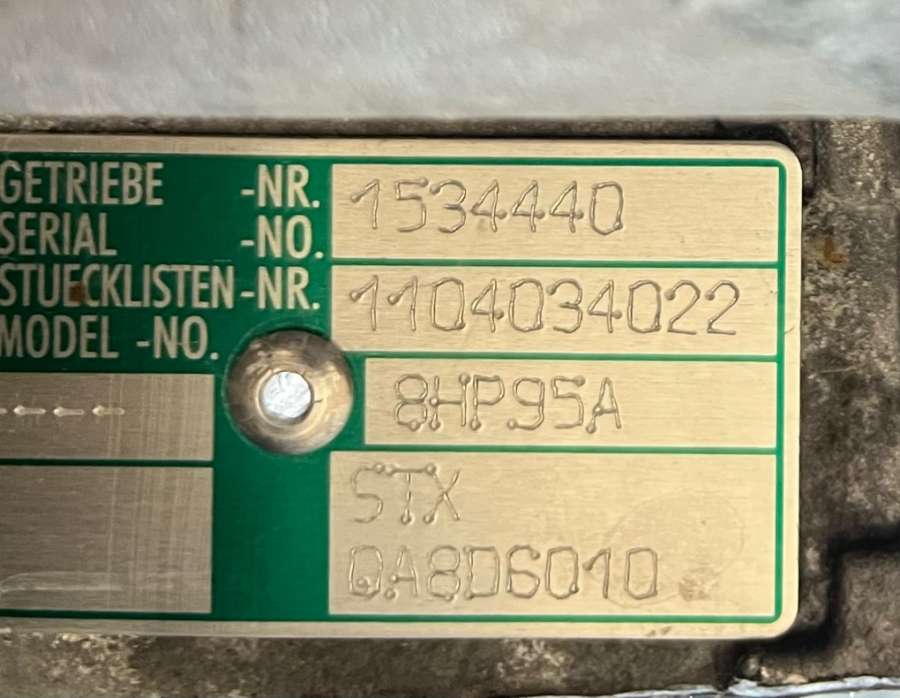 GETRIEBE -NR. 1534440
SERIAL -NO.
STUECKLISTEN-NR. 1104034022
MODEL -NO.
---- 8HP95A
STX
0A8D6010